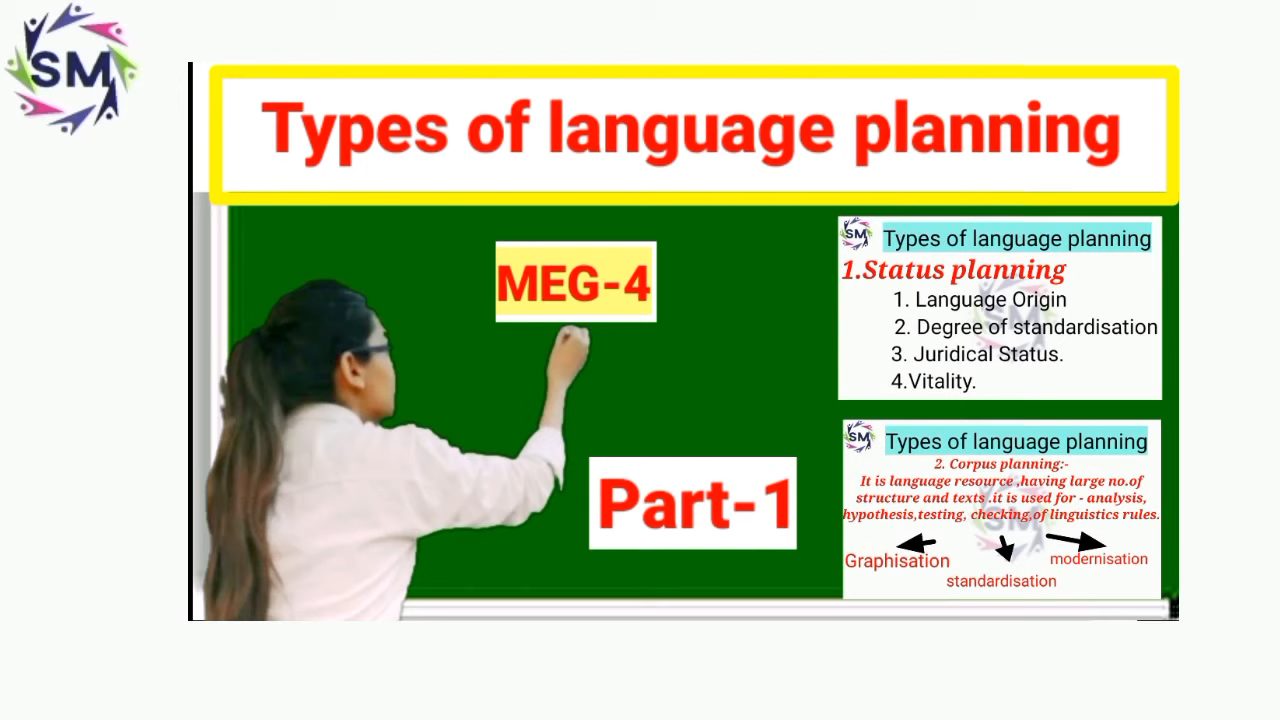 SM
Types of language planning
MEG-4
Part-1
SM
Types of language planning
1.Status planning
1. Language Origin
2. Degree of standardisation
3. Juridical Status.
4.Vitality.
SM
Types of language planning
2. Corpus planning:-
It is language resource ,having large no.of
structure and texts .it is used for - analysis,
hypothesis,testing, checking,of linguistics rules.
Graphisation
modernisation
standardisation